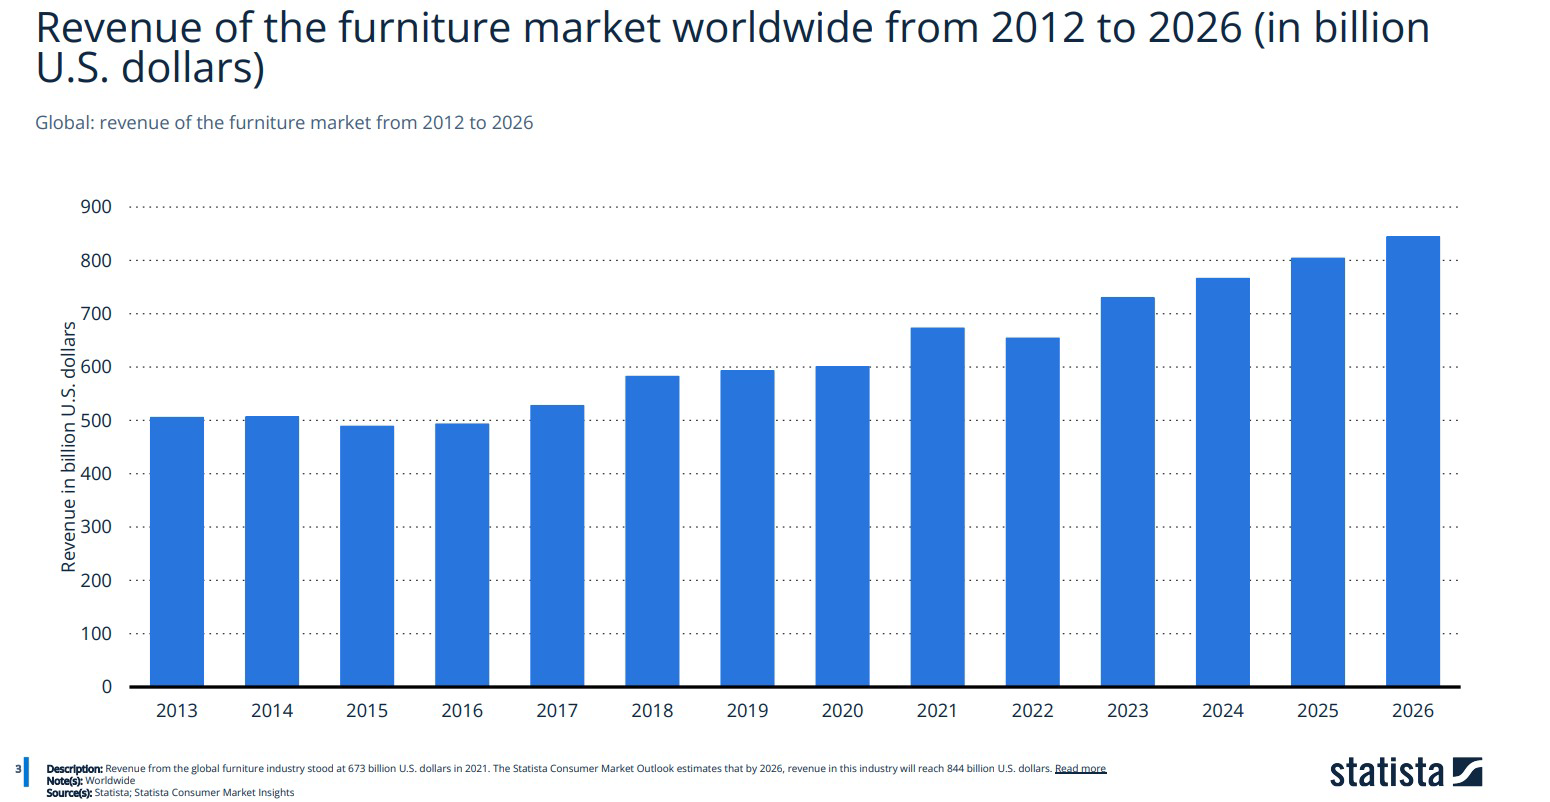 Revenue of the furniture market worldwide from 2012 to 2026 (in billion
U.S. dollars)
Global: revenue of the furniture market from 2012 to 2026
Revenue in billion U.S. dollars
900
800
700
600
500
400
300
200
100
0
2013 2014 2015 2016 2017 2018 2019 2020 2021 2022 2023 2024 2025 2026
3
Description: Revenue from the global furniture industry stood at 673 billion U.S. dollars in 2021. The Statista Consumer Market Outlook estimates that by 2026, revenue in this industry will reach 844 billion U.S. dollars. Read more
Note(s): Worldwide
Source(s): Statista; Statista Consumer Market Insights
statista